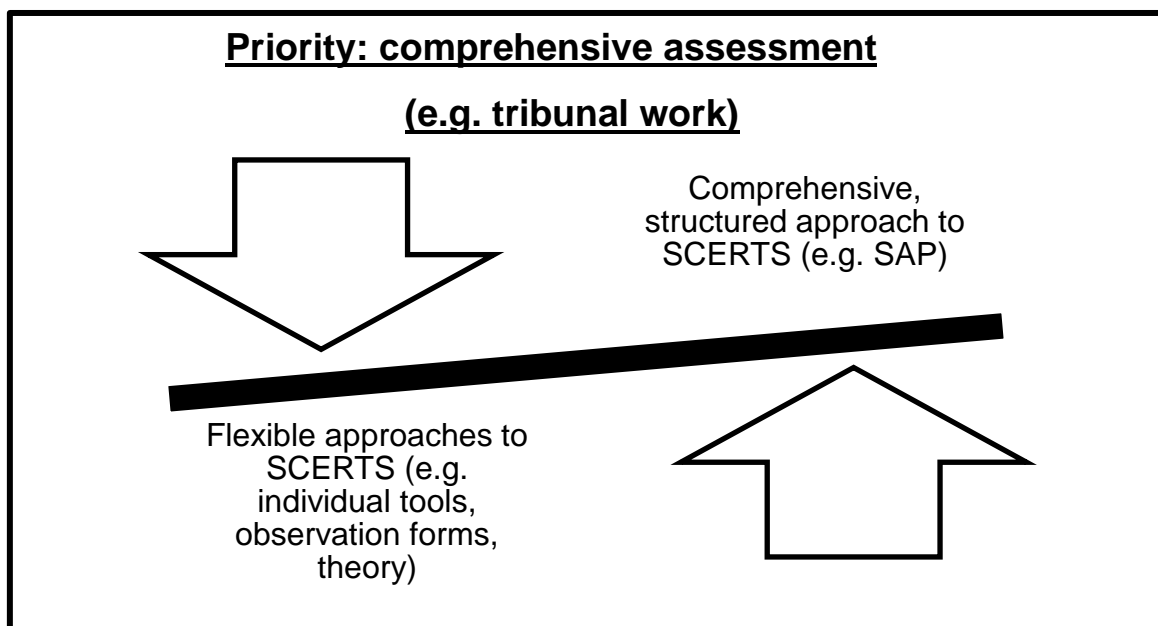 Priority: comprehensive assessment
(e.g. tribunal work)
Comprehensive,
structured approach to
SCERTS (e.g. SAP)
Flexible approaches to
SCERTS (e.g.
individual tools,
observation forms,
theory)